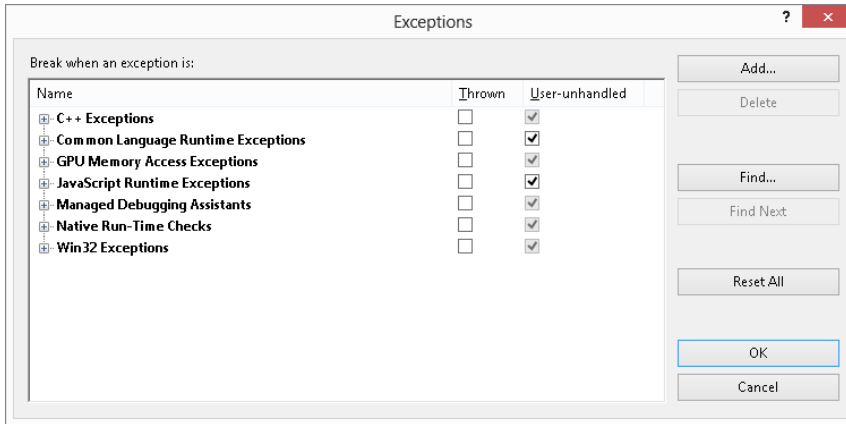 Exceptions
Break when an exception is:
Name Thrown User-unhandled
C++ Exceptions
Common Language Runtime Exceptions
GPU Memory Access Exceptions
JavaScript Runtime Exceptions
Managed Debugging Assistants
Native Run-Time Checks
Win32 Exceptions
Add...
Delete
Find...
Find Next
Reset All
OK
Cancel